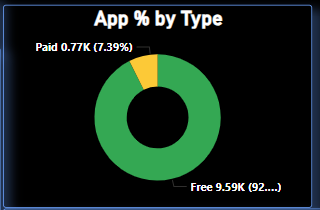 App % by Type
Paid 0.77K (7.39%)
Free 9.59K (92....)